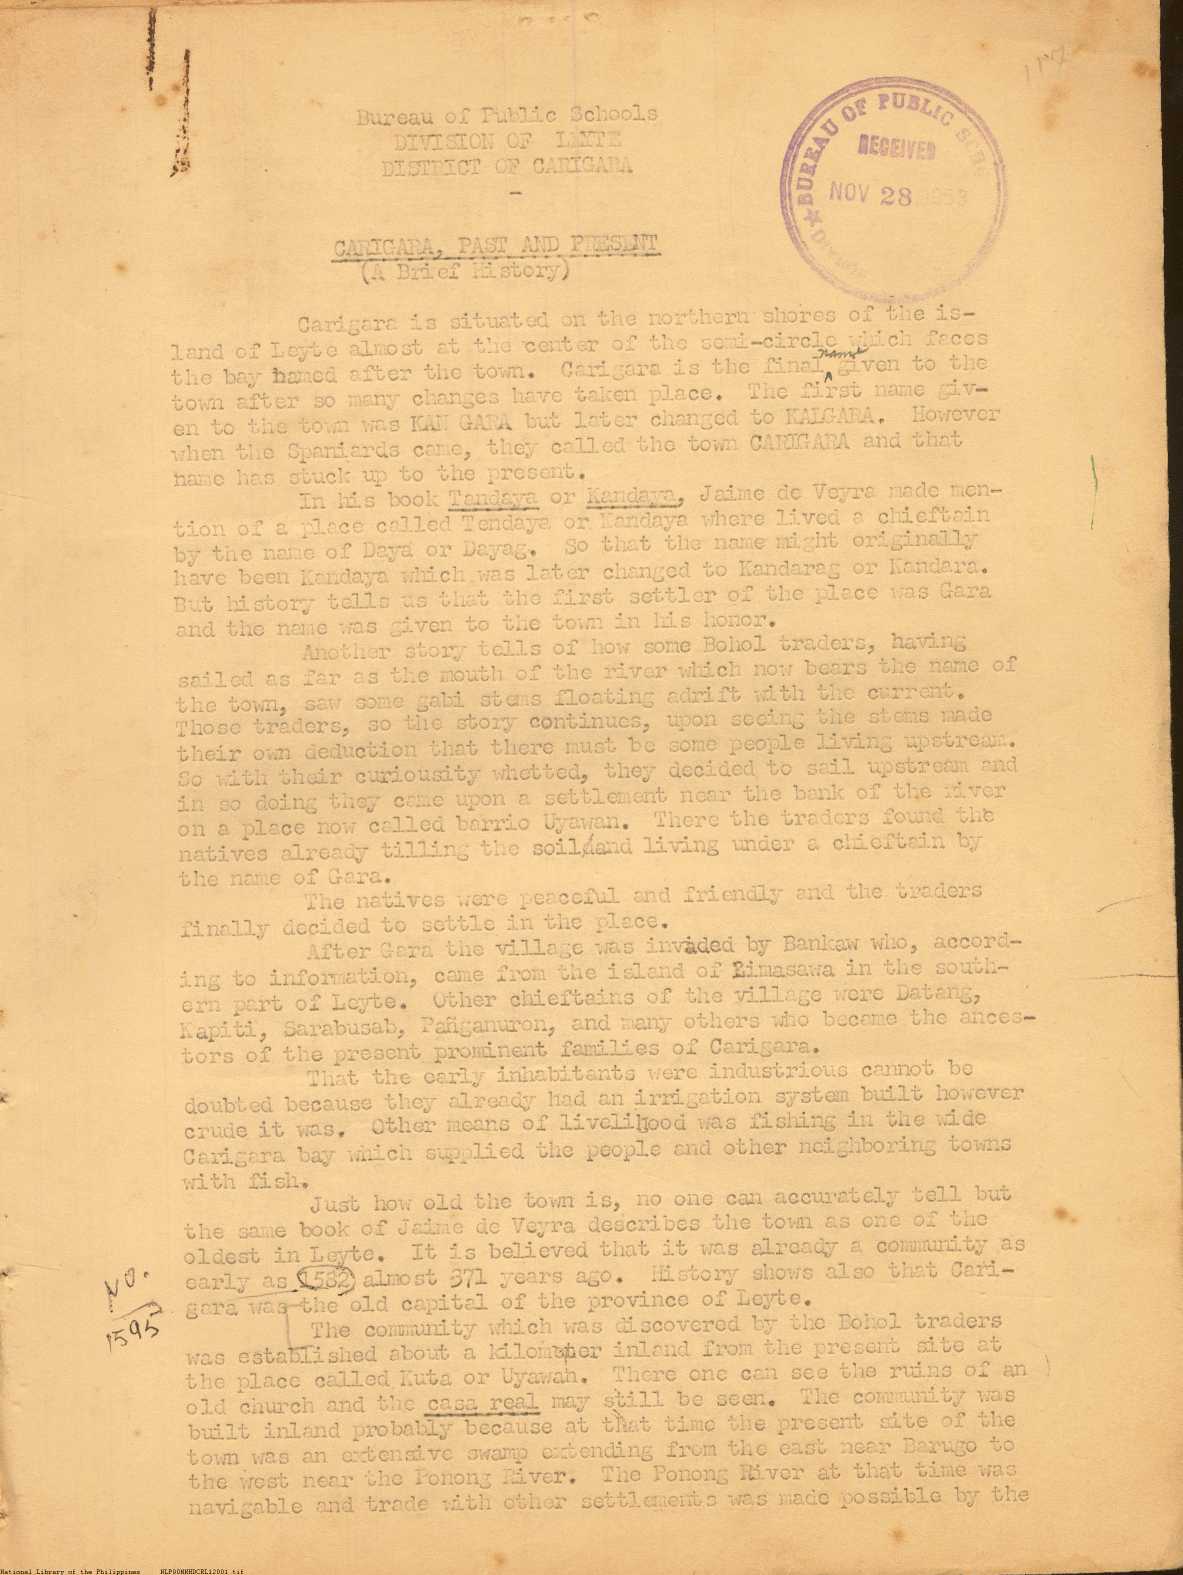 117
Bureau of Public Schools
DIVISION OF LEYTE
DISTRICT OF CARIGARA
-
BUREAU OF PUBLIC SCH
RECEIVED
NOV 28 1953
CARIGARA, PAST AND PRESENT
(A Brief History)
Carigara is situated on the northern shores of the is-
land of Leyte almost at the center of the semi-circle which faces
the bay named after the town. Carigara is the final name given to the
town after so many changes have taken place. The first name giv-
en to the town was KAN GARA but later changed to KALGARA. However
when the Spaniards came, they called the town CARIGARA and that
name has stuck up to the present.
In his book Tandaya or Kandaya, Jaime de Veyra made men-
tion of a place called Tendaya or Kandaya where lived a chieftain
by the name of Daya or Dayag. So that the name might originally
have been Kandaya which was later changed to Kandarag or Kandara.
But history tells us that the first settler of the place was Gara
and the name was given to the town in his honor.
Another story tells of how some Bohol traders, having
sailed as far as the mouth of the river which now bears the name of
the town, saw some gabi stems floating adrift with the current.
Those traders, so the story continues, upon seeing the stems made
their own deduction that there must be some people living upstream.
So with their curiousity whetted, they decided to sail upstream and
in so doing they came upon a settlement near the bank of the river
on a place now called barrio Uyawan. There the traders found the
natives already tilling the soil and living under a chieftain by
the name of Gara.
The natives were peaceful and friendly and the traders
finally decided to settle in the place.
After Gara the village was invaded by Bankaw who, accord-
ing to information, came from the island of Limasawa in the south-
ern part of Leyte. Other chieftains of the village were Datang,
Kapiti, Sarabusab, Pañganuron, and many others who became the ances-
tors of the present prominent families of Carigara.
That the early inhabitants were industrious cannot be
doubted because they already had an irrigation system built however
crude it was. Other means of livelihood was fishing in the wide
Carigara bay which supplied the people and other neighboring towns
with fish.
Just how old the town is, no one can accurately tell but
the same book of Jaime de Veyra describes the town as one of the
oldest in Leyte. It is believed that it was already a community as
early as 1582 almost 371 years ago. History shows also that Cari-
gara was the old capital of the province of Leyte.
No.
1595
The community which was discovered by the Bohol traders
was established about a kilometer inland from the present site at
the place called Kuta or Uyawan. There one can see the ruins of an
old church and the casa real may still be seen. The community was
built inland probably because at that time the present site of the
town was an extensive swamp extending from the east near Barugo to
the west near the Ponong River. The Ponong River at that time was
navigable and trade with other settlements was made possible by the
National Library of the Philippines NLP00NHHDCRL12001.tif